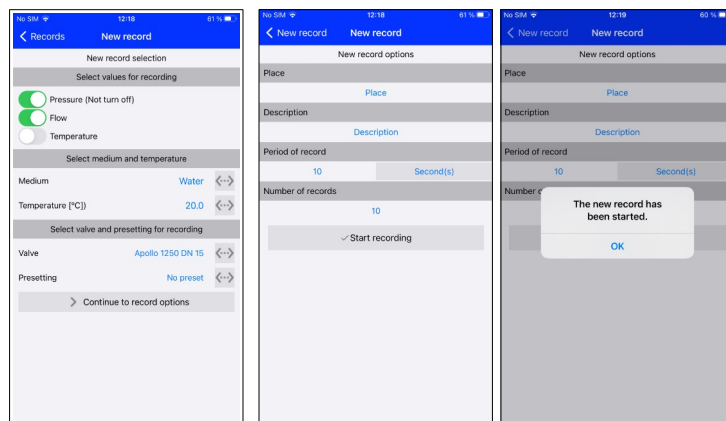 No SIM 12:18 61 %
Records New record
New record selection
Select values for recording
Pressure (Not turn off)
Flow
Temperature
Select medium and temperature
Medium Water
Temperature [°C]) 20,0
Select valve and presetting for recording
Valve Apollo 1250 DN 15
Presetting No preset
Continue to record options
No SIM 12:18 61 %
New record New record
New record options
Place
Place
Description
Description
Period of record
10 Second(s)
Number of records
10
Start recording
No SIM 12:19 60 %
New record New record
New record options
Place
Place
Description
Description
Period of record
10 Second(s)
Number
The new record has
been started.
OK